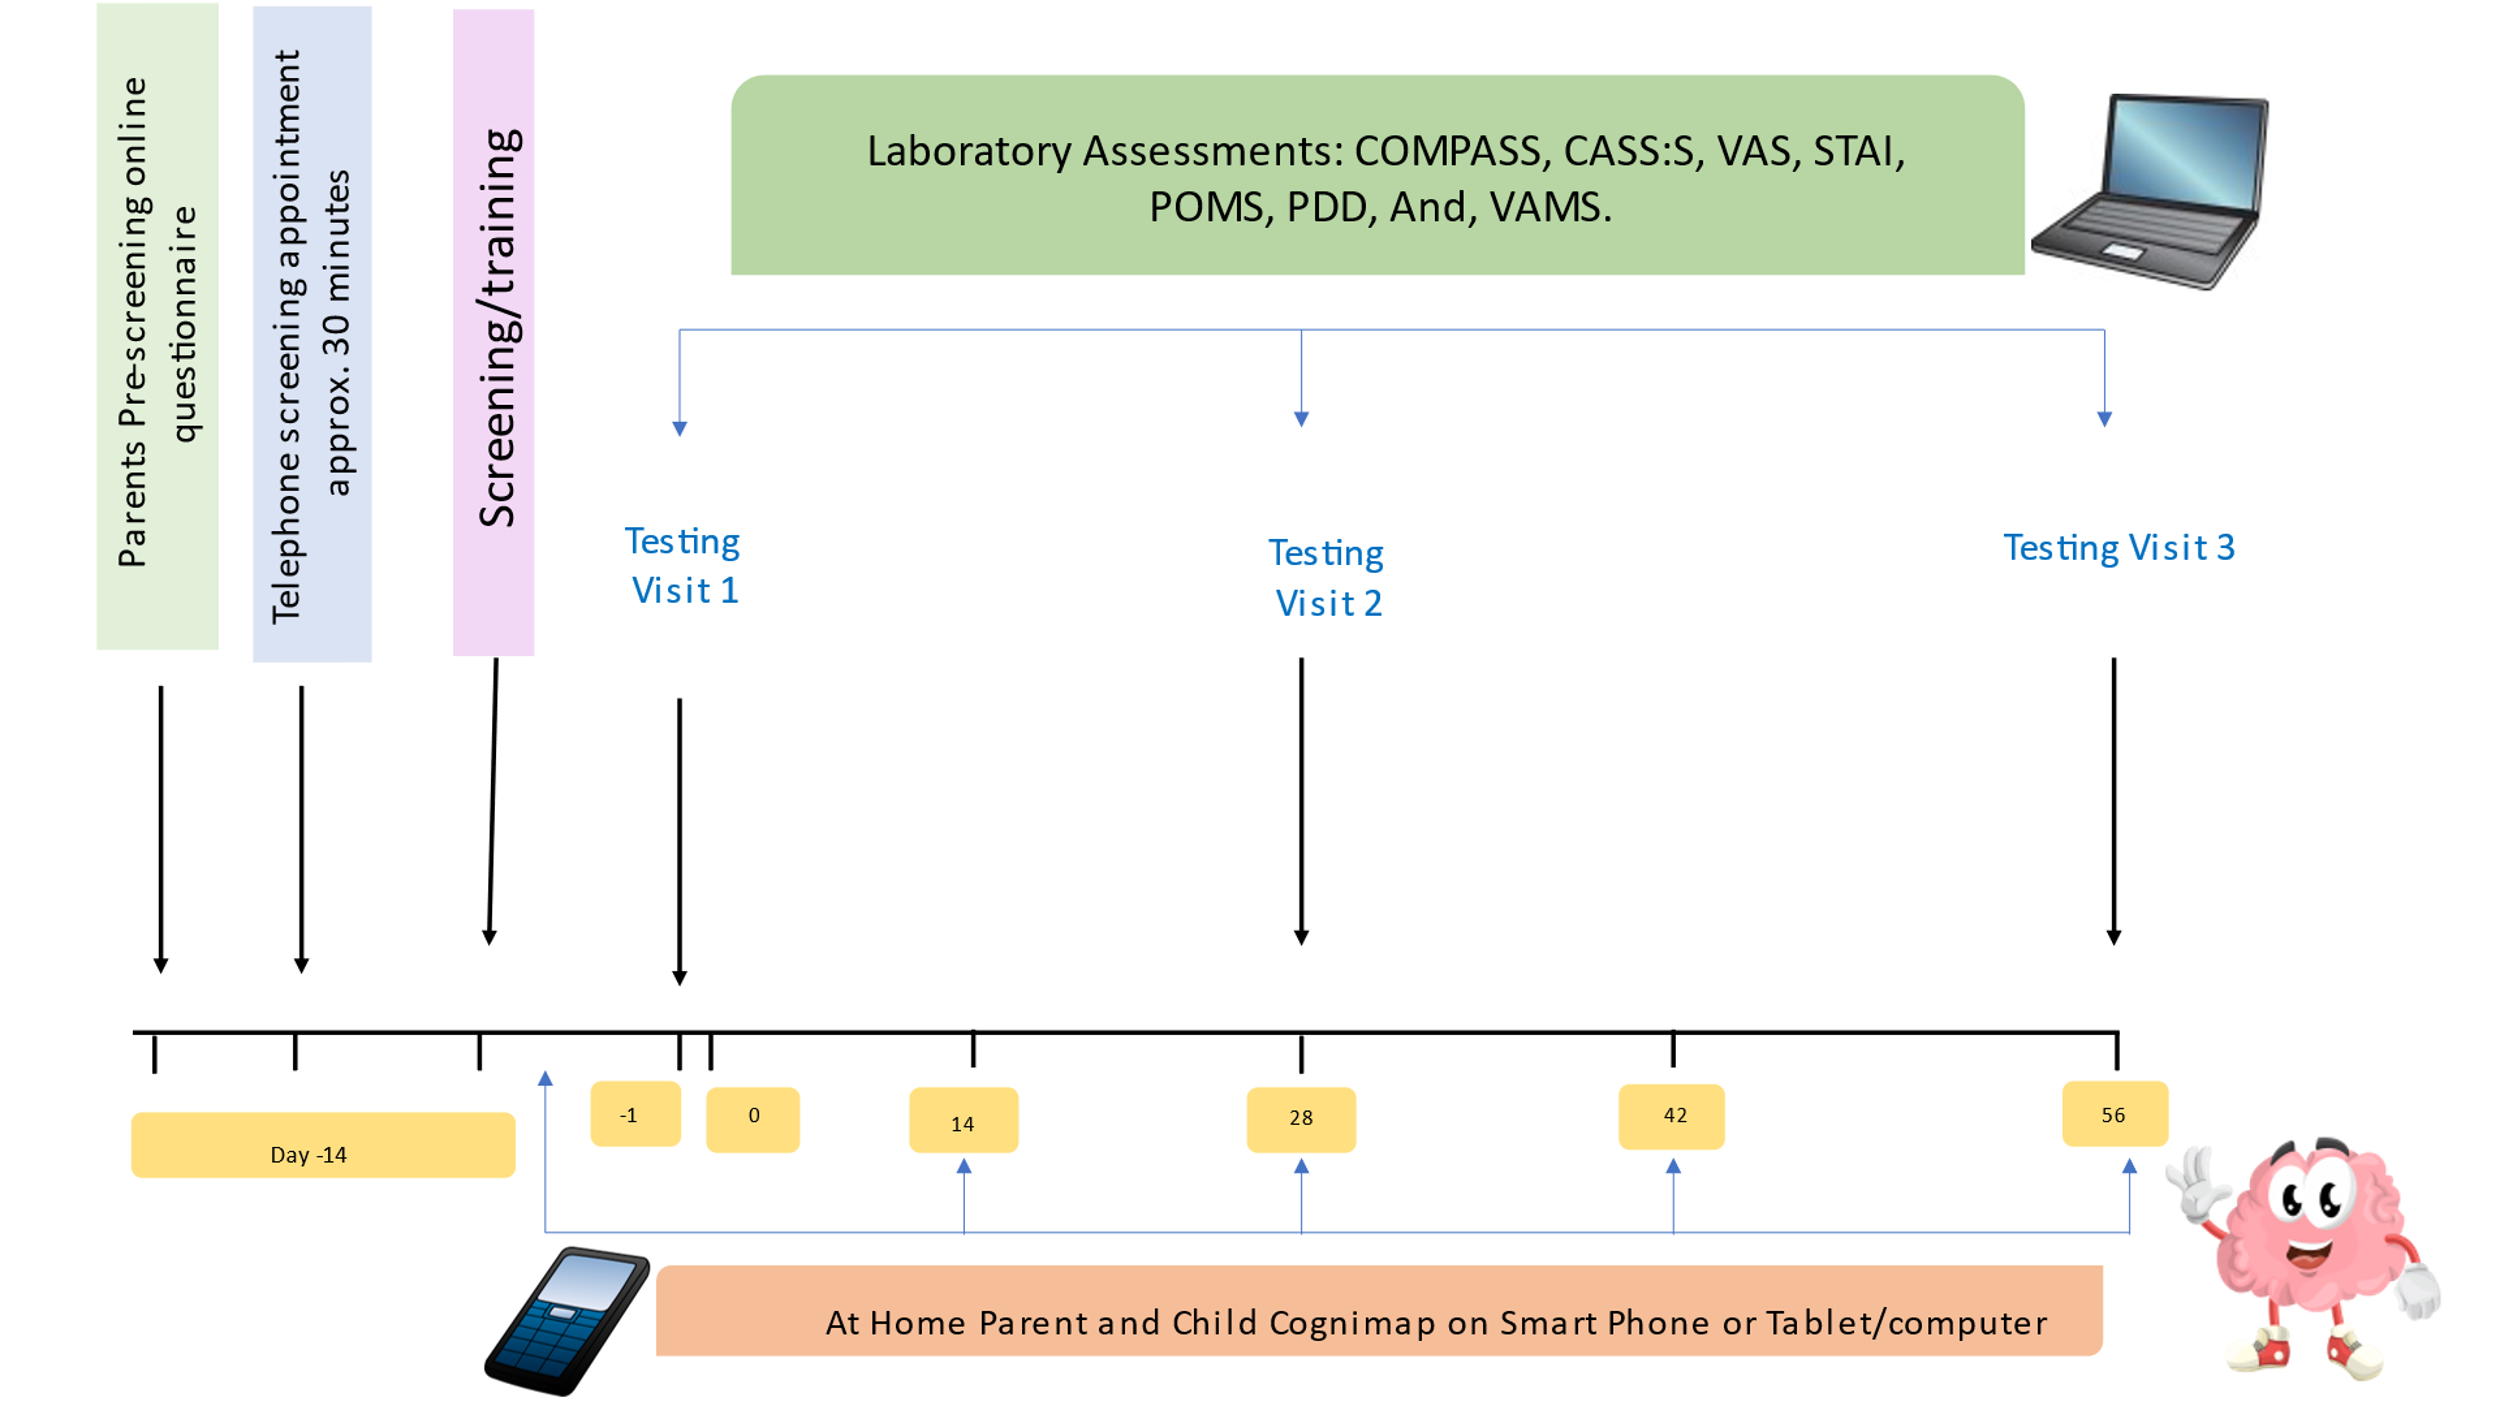 Parents Pre-screening online
questionnaire
Telephone screening appointment
approx. 30 minutes
Screening/training
Laboratory Assessments: COMPASS, CASS:S, VAS, STAI,
POMS, PDD, And, VAMS.
Testing
Visit 1
Testing
Visit 2
Testing Visit 3
Day -14
-1
0
14
28
42
56
At Home Parent and Child Cognimap on Smart Phone or Tablet/computer